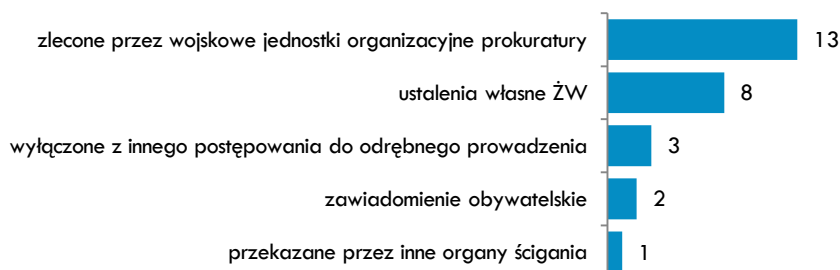 zlecone przez wojskowe jednostki organizacyjne prokuratury 13
ustalenia własne ŻW 8
wyłączone z innego postępowania do odrębnego prowadzenia 3
zawiadomienie obywatelskie 2
przekazane przez inne organy ścigania 1